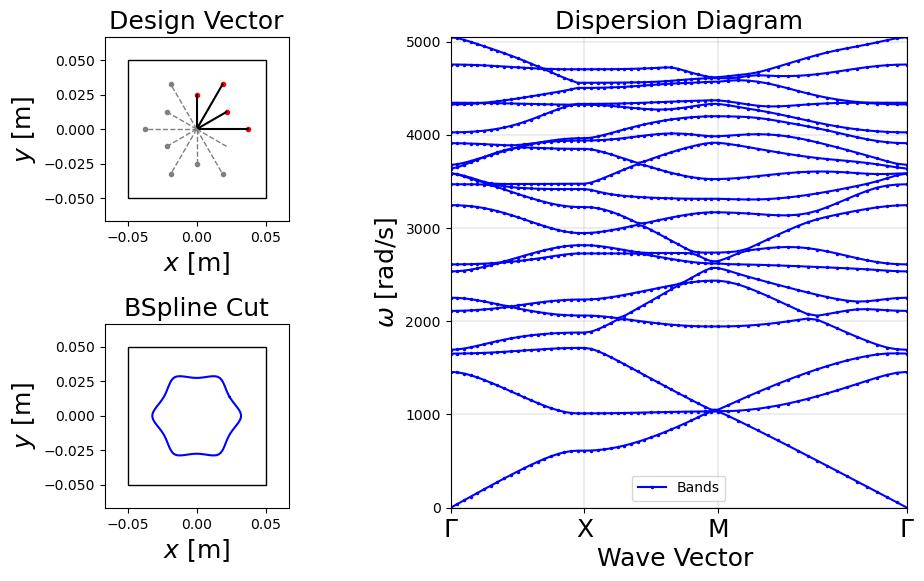 Design Vector
0.050
0.025
0.000
−0.025
−0.050
y [m]
−0.05
0.00
0.05
x [m]
BSpline Cut
0.050
0.025
0.000
−0.025
−0.050
y [m]
−0.05
0.00
0.05
x [m]
Dispersion Diagram
5000
4000
3000
2000
1000
0
ω [rad/s]
Bands
Γ
X
M
Γ
Wave Vector